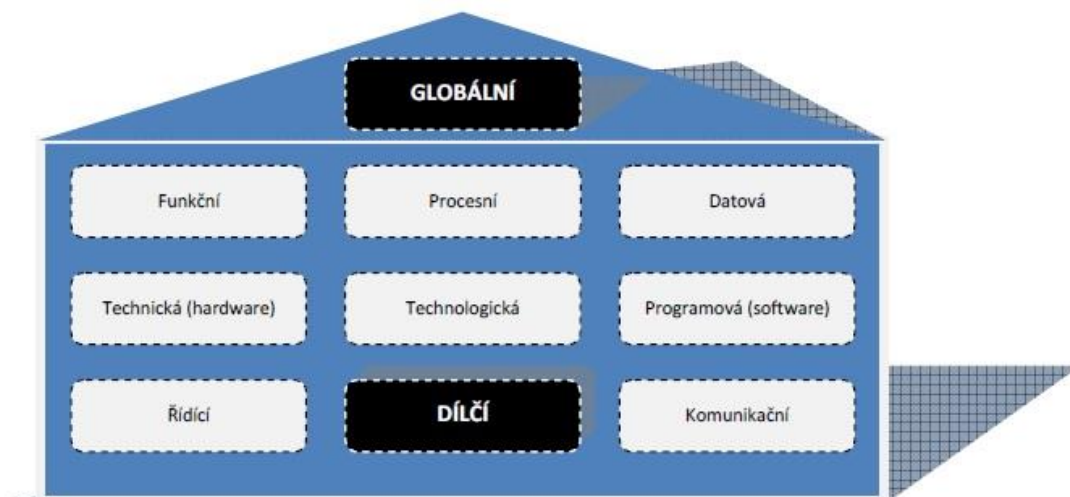 GLOBÁLNÍ
Funkční
Procesní
Datová
Technická (hardware)
Technologická
Programová (software)
Řídící
DÍLČÍ
Komunikační